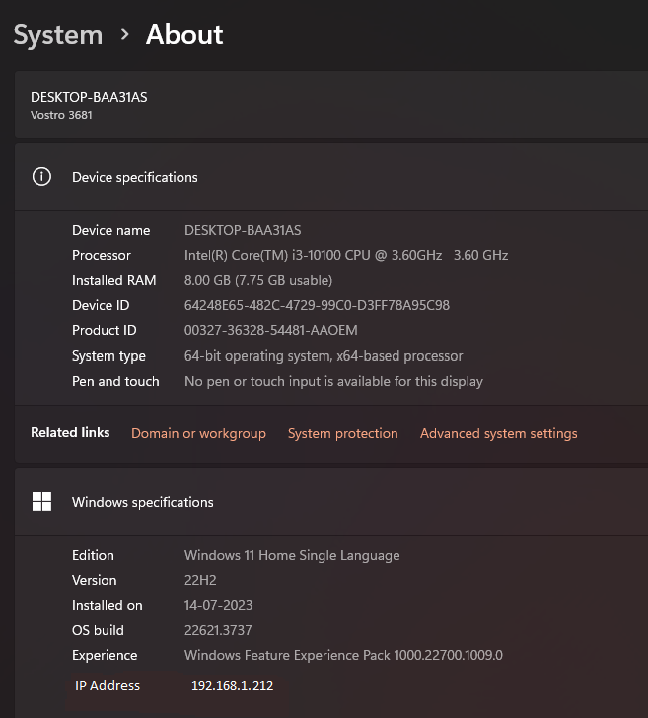 System > About
DESKTOP-BAA31AS
Vostro 3681
Device specifications
Device name DESKTOP-BAA31AS
Processor Intel(R) Core(TM) i3-10100 CPU @ 3.60GHz 3.60 GHz
Installed RAM 8.00 GB (7.75 GB usable)
Device ID 64248E65-482C-4729-99C0-D3FF78A95C98
Product ID 00327-36328-54481-AAOEM
System type 64-bit operating system, x64-based processor
Pen and touch No pen or touch input is available for this display
Related links Domain or workgroup System protection Advanced system settings
Windows specifications
Edition Windows 11 Home Single Language
Version 22H2
Installed on 14-07-2023
OS build 22621.3737
Experience Windows Feature Experience Pack 1000.22700.1009.0
IP Address 192.168.1.212